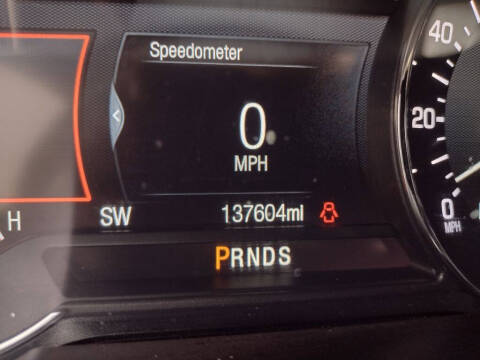 Speedometer
40
0
MPH
20
H
SW
137604mi
0
MPH
PRNDS